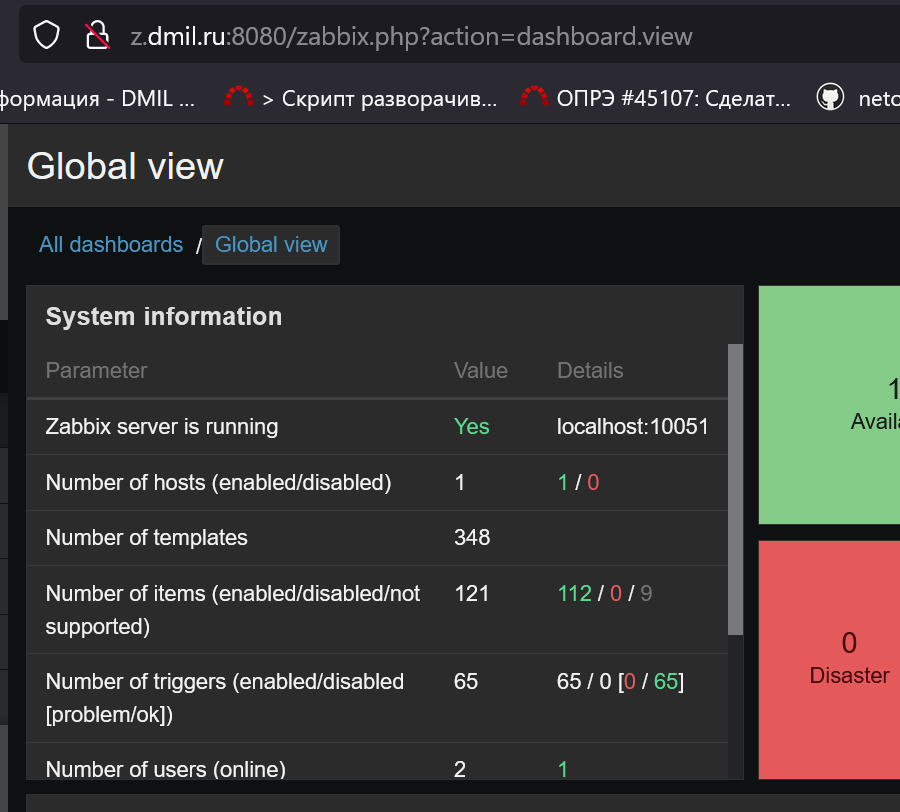 z.dmil.ru:8080/zabbix.php?action=dashboard.view
формация - DMIL ...
> Скрипт разворачив...
ОПРЭ #45107: Сделат...
neto
Global view
All dashboards / Global view
System information
Parameter Value Details
Zabbix server is running Yes localhost:10051
Number of hosts (enabled/disabled) 1 1 / 0
Number of templates 348
Number of items (enabled/disabled/not 121 112 / 0 / 9
supported)
Number of triggers (enabled/disabled 65 65 / 0 [0 / 65]
[problem/ok])
Number of users (online) 2 1
1
Availa
0
Disaster